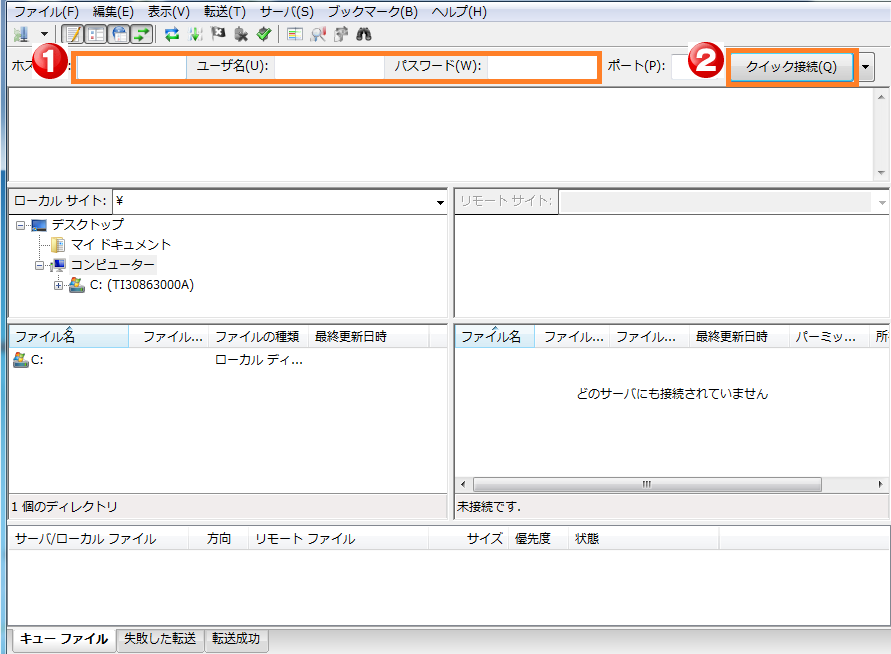 ファイル(F) 編集(E) 表示(V) 転送(T) サーバ(S) ブックマーク(B) ヘルプ(H)
ホス 1 : ユーザ名(U): パスワード(W): ポート(P): 2 クイック接続(Q)
ローカル サイト: ¥ リモート サイト:
デスクトップ
マイ ドキュメント
コンピューター
C: (TI30863000A)
ファイル名 ファイル... ファイルの種類 最終更新日時 ファイル名 ファイル... ファイル... 最終更新日時 パーミッ... 所
C: ローカル ディ...
どのサーバにも接続されていません
1 個のディレクトリ 未接続です.
サーバ/ローカル ファイル 方向 リモート ファイル サイズ 優先度 状態
キュー ファイル 失敗した転送 転送成功